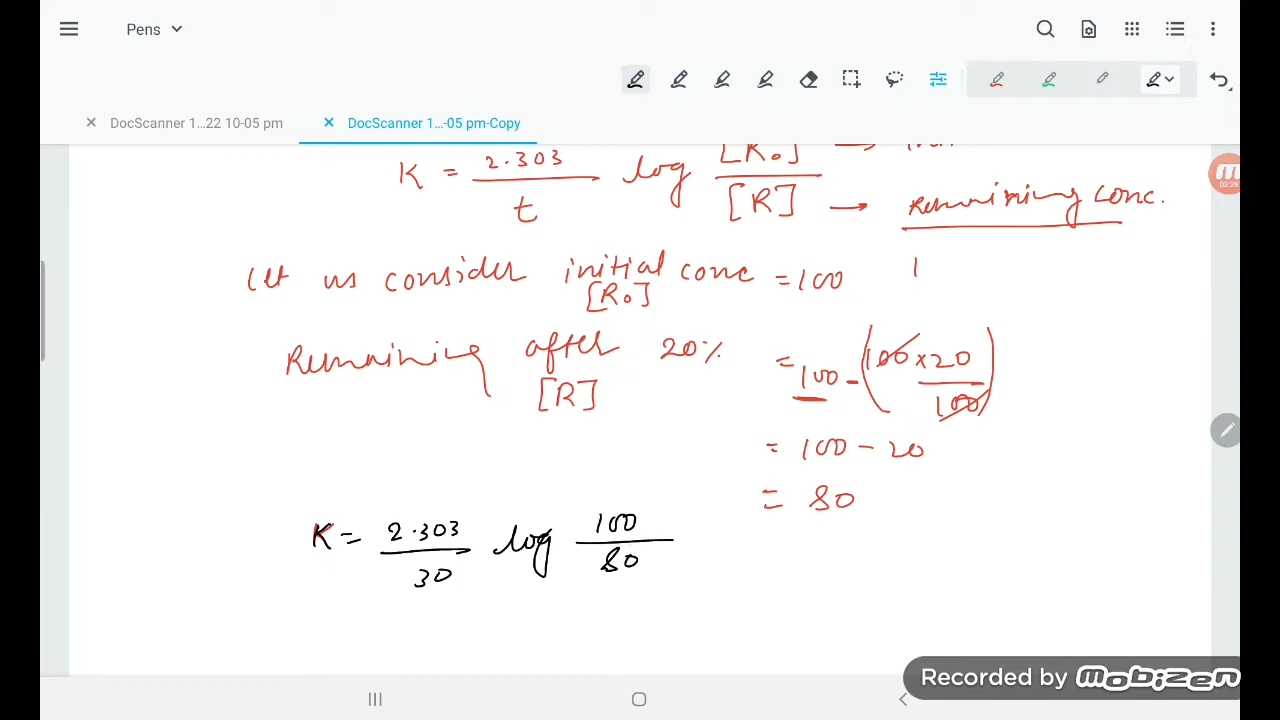 Pens
DocScanner 1...22 10-05 pm
DocScanner 1...-05 pm-Copy
02:29
K = 2.303 / t log [R₀] / [R] → Remaining conc.
Let us consider initial conc = 100
[R₀]
Remaining after 20% = 100 - (100 × 20 / 100)
[R]
= 100 - 20
= 80
K = 2.303 / 30 log 100 / 80
Recorded by mobizen